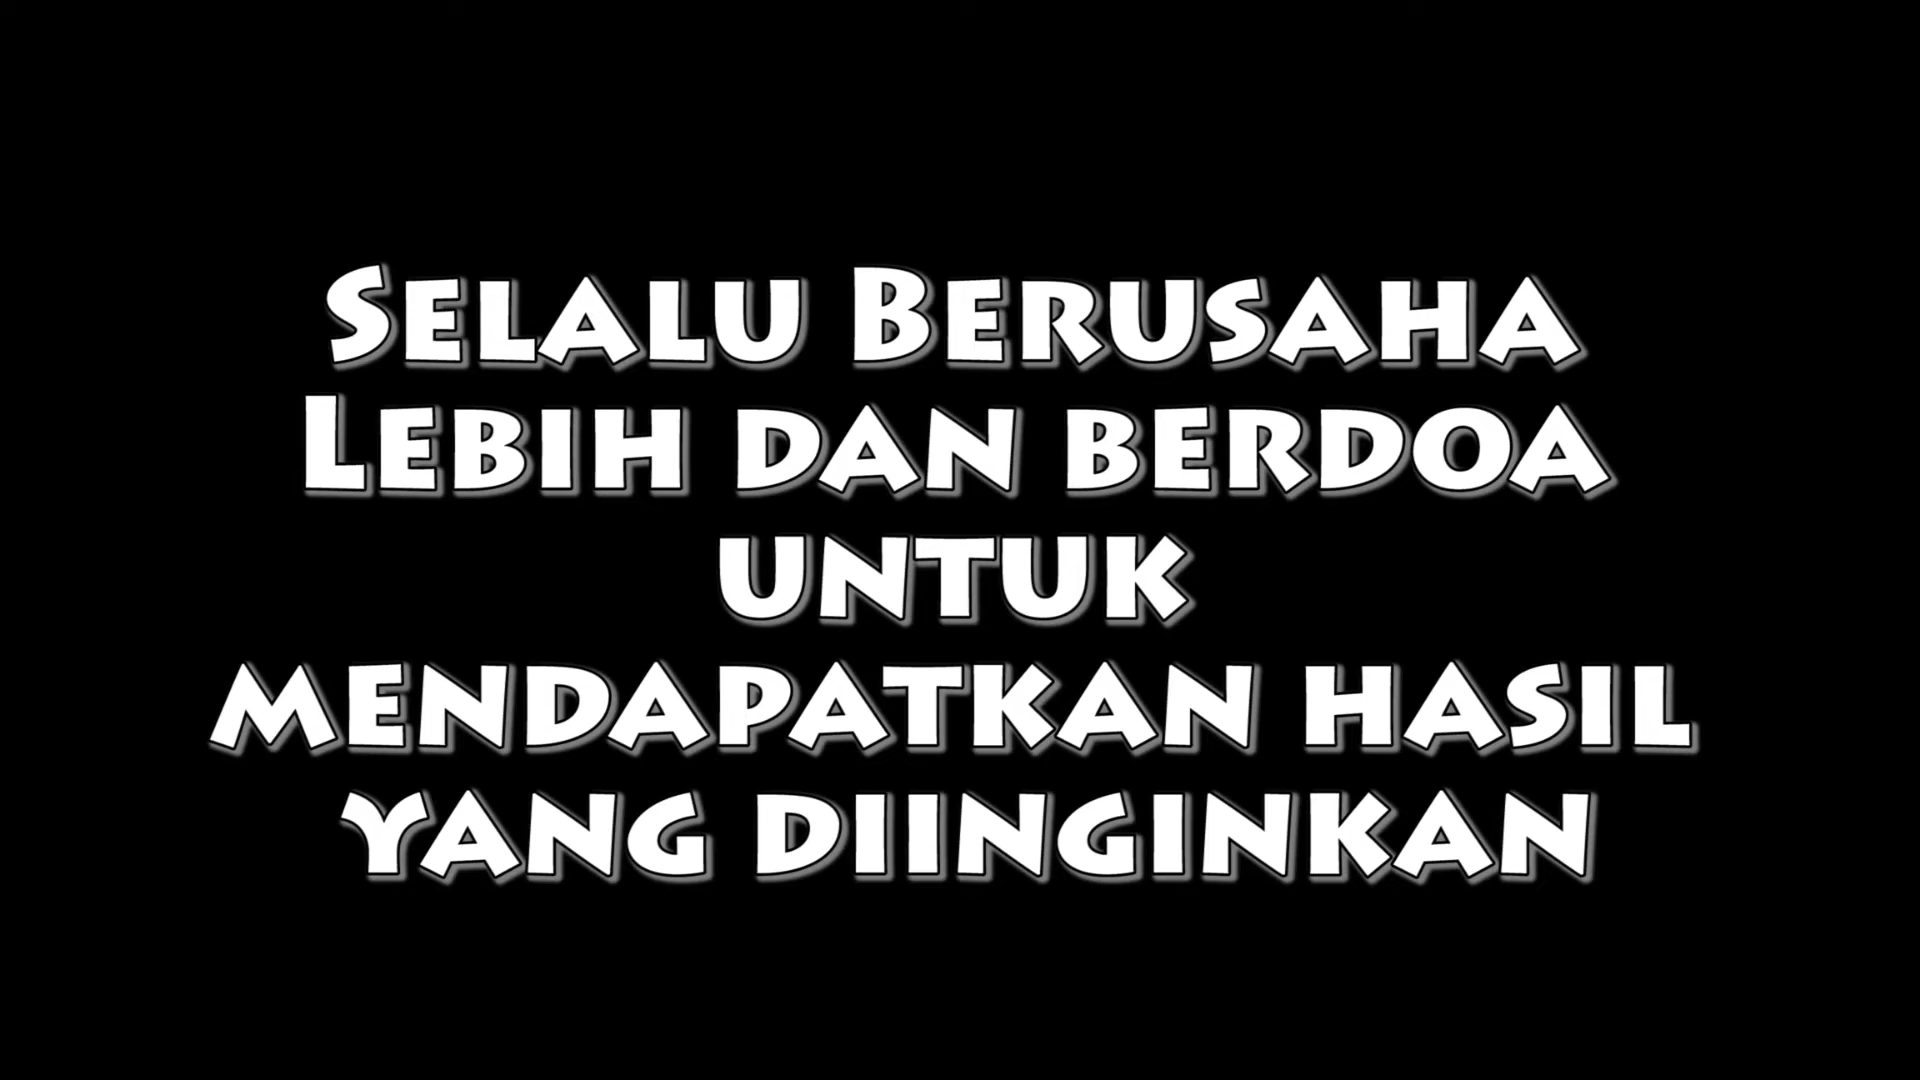 Selalu Berusaha
Lebih dan berdoa
untuk
mendapatkan hasil
yang diinginkan